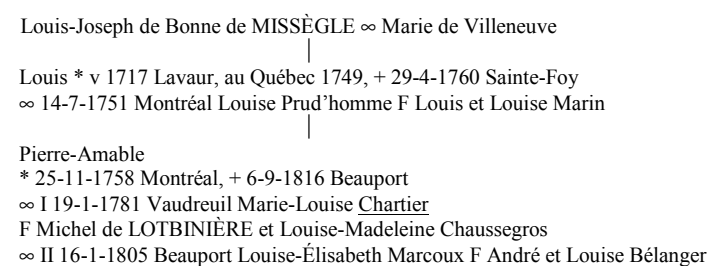 Louis-Joseph de Bonne de MISSÈGLE ∞ Marie de Villeneuve
Louis * v 1717 Lavaur, au Québec 1749, + 29-4-1760 Sainte-Foy
∞ 14-7-1751 Montréal Louise Prud’homme F Louis et Louise Marin
Pierre-Amable
* 25-11-1758 Montréal, + 6-9-1816 Beauport
∞ I 19-1-1781 Vaudreuil Marie-Louise Chartier
F Michel de LOTBINIÈRE et Louise-Madeleine Chaussegros
∞ II 16-1-1805 Beauport Louise-Élisabeth Marcoux F André et Louise Bélanger